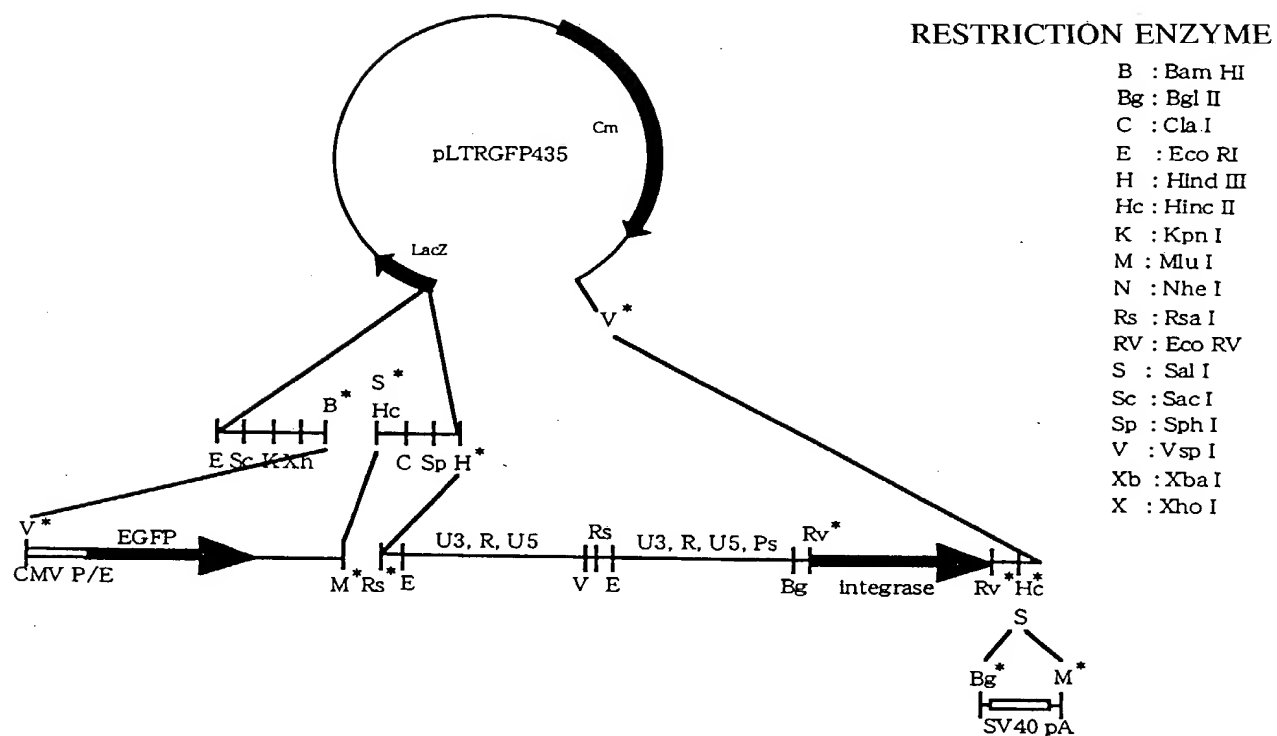 RESTRICTION ENZYME
B : Bam HI
Bg : Bgl II
C : Cla I
E : Eco RI
H : Hind III
Hc : Hinc II
K : Kpn I
M : Mlu I
N : Nhe I
Rs : Rsa I
RV : Eco RV
S : Sal I
Sc : Sac I
Sp : Sph I
V : Vsp I
Xb : Xba I
X : Xho I
Cm
pLTRGFP435
LacZ
V*
B*
S*
Hc
E Sc K Xh
C Sp H*
V*
EGFP
U3, R, U5
Rs
U3, R, U5, Ps
Rv*
CMV P/E
M* Rs* E
V E
Bg
integrase
Rv* Hc*
S
Bg* M*
SV40 pA